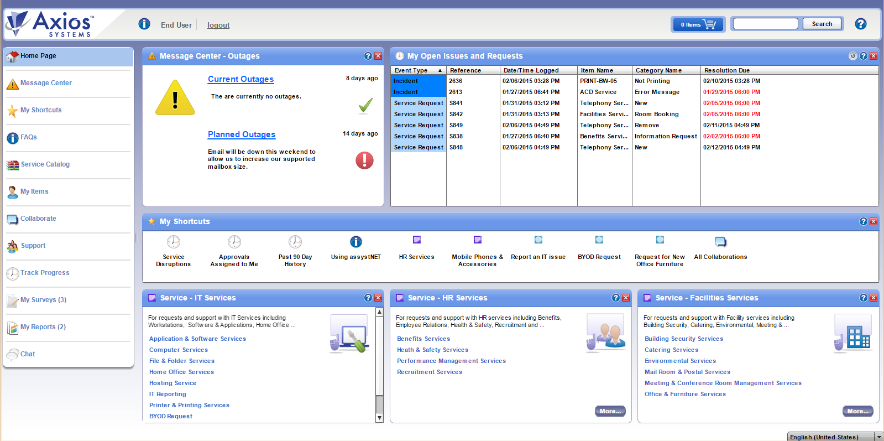 Axios
SYSTEMS
End User
logout
0 Items
Search
Home Page
Message Center
My Shortcuts
FAQs
Service Catalog
My Items
Collaborate
Support
Track Progress
My Surveys (3)
My Reports (2)
Chat
Message Center - Outages
Current Outages
8 days ago
The are currently no outages.
Planned Outages
14 days ago
Email will be down this weekend to
allow us to increase our supported
mailbox size.
My Open Issues and Requests
Event Type Reference Date/Time Logged Item Name Category Name Resolution Due
Incident 2636 02/06/2015 03:28 PM PRINT-BW-05 Not Printing 02/10/2015 03:28 PM
Incident 2613 01/27/2015 06:41 PM ACD Service Error Message 01/29/2015 06:00 PM
Service Request S841 01/31/2015 03:12 PM Telephony Ser... New 02/05/2015 06:00 PM
Service Request S842 01/31/2015 03:13 PM Facilities Servi... Room Booking 02/05/2015 06:00 PM
Service Request S849 02/06/2015 04:49 PM Telephony Ser... Remove 02/11/2015 04:49 PM
Service Request S838 01/27/2015 06:40 PM Benefits Servi... Information Request 02/02/2015 06:00 PM
Service Request S848 02/06/2015 04:49 PM Telephony Ser... New 02/12/2015 04:49 PM
My Shortcuts
Service
Disruptions
Approvals
Assigned to Me
Past 90 Day
History
Using assystNET
HR Services
Mobile Phones &
Accessories
Report an IT issue
BYOD Request
Request for New
Office Furniture
All Collaborations
Service - IT Services
For requests and support with IT Services including
Workstations, Software & Applications, Home Office ...
Application & Software Services
Computer Services
File & Folder Services
Home Office Services
Hosting Service
IT Reporting
Printer & Printing Services
BYOD Request
Service - HR Services
For requests and support with HR services including Benefits,
Employee Relations, Health & Safety, Recruitment and ...
Benefits Services
Heath & Safety Services
Performance Management Services
Recruitment Services
More...
Service - Facilities Services
For requests and support with Facility services including
Building Security, Catering, Environmental, Meeting & ...
Building Security Services
Catering Services
Environmental Services
Mail Room & Postal Services
Meeting & Conference Room Management Services
Office & Furniture Services
More...
English (United States)